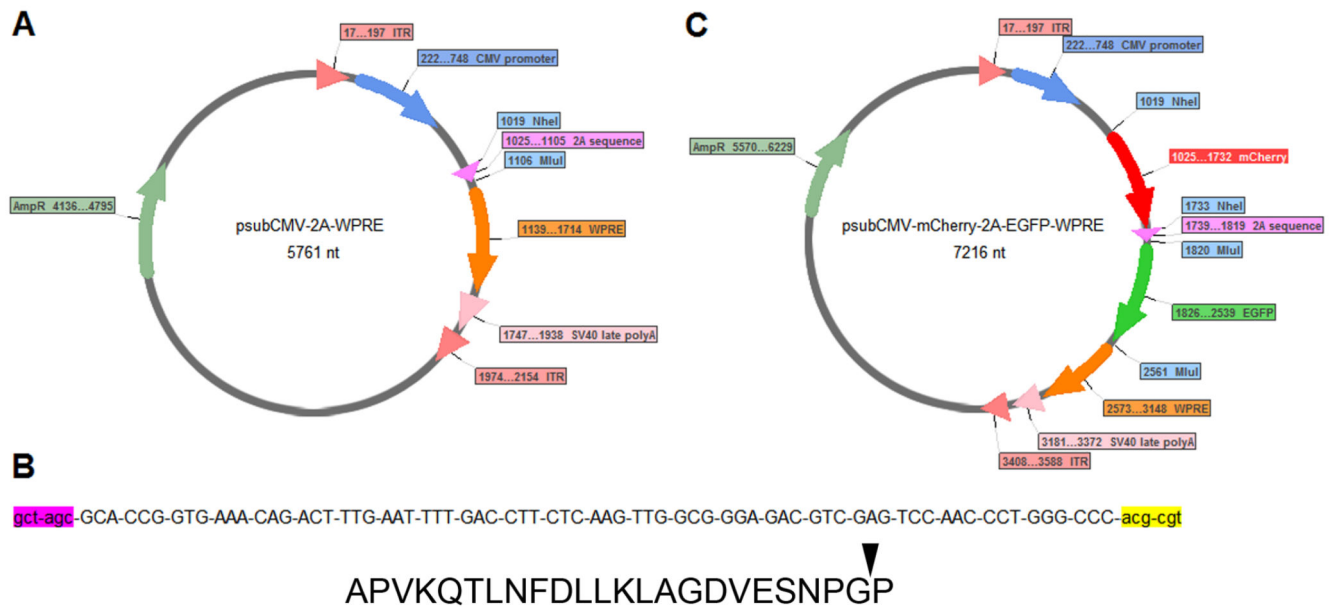 A
17...197 ITR
222...748 CMV promoter
1019 NheI
1025...1105 2A sequence
1106 MluI
AmpR 4136...4795
psubCMV-2A-WPRE
5761 nt
1139...1714 WPRE
1747...1938 SV40 late polyA
1974...2154 ITR
C
17...197 ITR
222...748 CMV promoter
1019 NheI
AmpR 5570...6229
1025...1732 mCherry
psubCMV-mCherry-2A-EGFP-WPRE
7216 nt
1733 NheI
1739...1819 2A sequence
1820 MluI
1826...2539 EGFP
2561 MluI
2573...3148 WPRE
3181...3372 SV40 late polyA
3408...3588 ITR
B
gct-agc-GCA-CCG-GTG-AAA-CAG-ACT-TTG-AAT-TTT-GAC-CTT-CTC-AAG-TTG-GCG-GGA-GAC-GTC-GAG-TCC-AAC-CCT-GGG-CCC-acg-cgt
APVKQTLNFDLLKLAGDVESNPGP